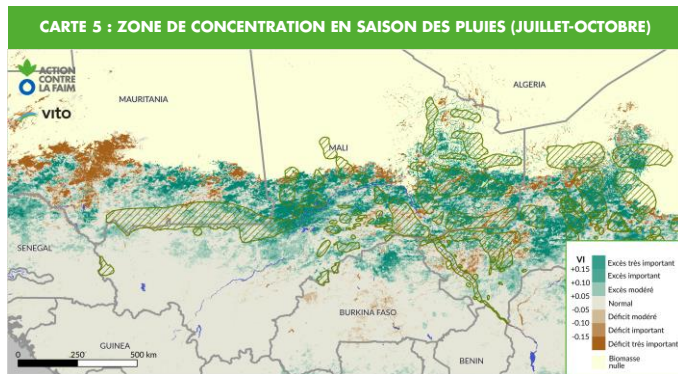 CARTE 5 : ZONE DE CONCENTRATION EN SAISON DES PLUIES (JUILLET-OCTOBRE)
ACTION
CONTRE
LA FAIM
vito
MAURITANIA
ALGERIA
MALI
SENEGAL
BURKINA FASO
GUINEA
BENIN
0 250 500 km
VI
+0.15
+0.10
+0.05
-0.05
-0.10
-0.15
Excès très important
Excès important
Excès modéré
Normal
Déficit modéré
Déficit important
Déficit très important
Biomasse
nulle